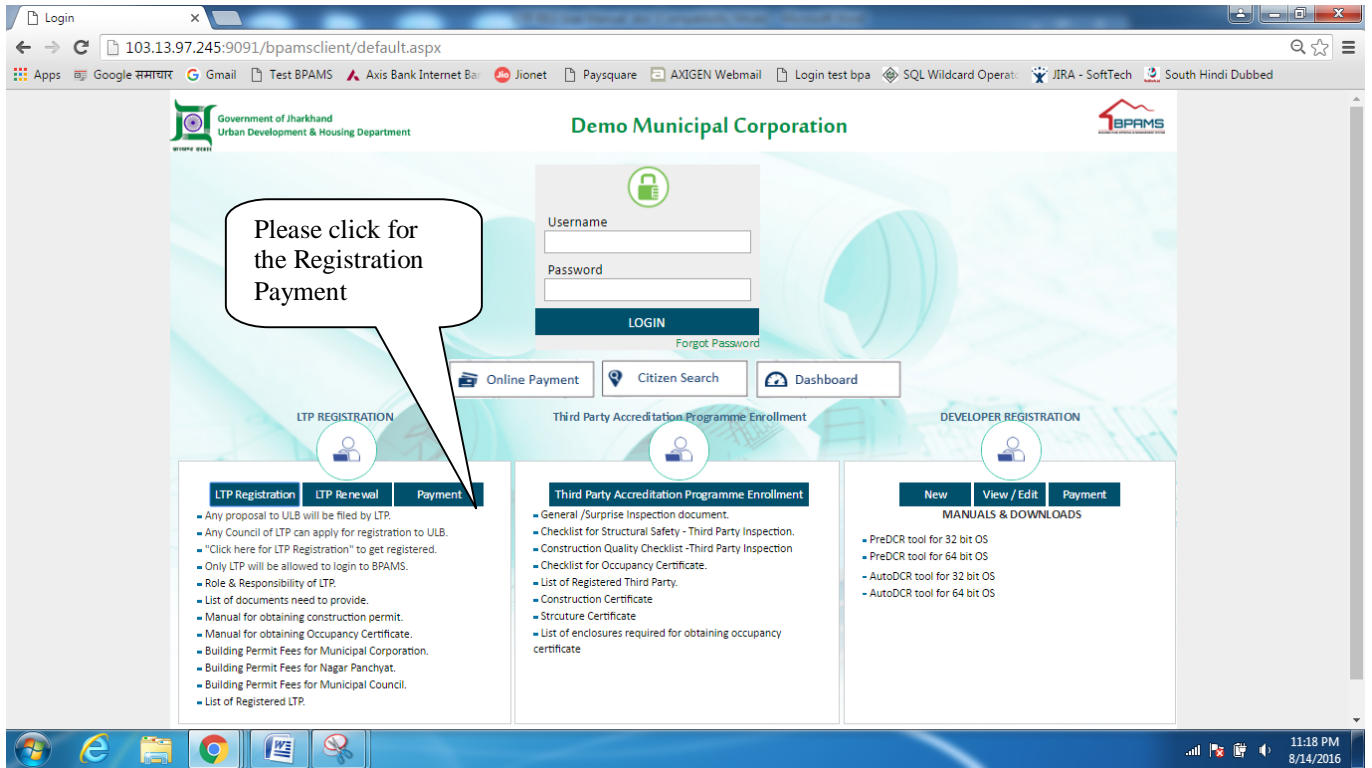 Login
103.13.97.245:9091/bpamsclient/default.aspx
Apps Google समाचार Gmail Test BPAMS Axis Bank Internet Ba Jionet Paysquare AXIGEN Webmail Login test bpa SQL Wildcard Operato JIRA - SoftTech South Hindi Dubbed
Government of Jharkhand
Urban Development & Housing Department
Demo Municipal Corporation
BPAMS
Please click for
the Registration
Payment
Username
Password
LOGIN
Forgot Password
Online Payment Citizen Search Dashboard
LTP REGISTRATION
LTP Registration LTP Renewal Payment
Any proposal to ULB will be filed by LTP.
Any Council of LTP can apply for registration to ULB.
"Click here for LTP Registration" to get registered.
Only LTP will be allowed to login to BPAMS.
Role & Responsibility of LTP.
List of documents need to provide.
Manual for obtaining construction permit.
Manual for obtaining Occupancy Certificate.
Building Permit Fees for Municipal Corporation.
Building Permit Fees for Nagar Panchyat.
Building Permit Fees for Municipal Council.
List of Registered LTP.
Third Party Accreditation Programme Enrollment
Third Party Accreditation Programme Enrollment
General /Surprise Inspection document.
Checklist for Structural Safety - Third Party Inspection.
Construction Quality Checklist -Third Party Inspection
Checklist for Occupancy Certificate.
List of Registered Third Party.
Construction Certificate
Strcuture Certificate
List of enclosures required for obtaining occupancy
certificate
DEVELOPER REGISTRATION
New View / Edit Payment
MANUALS & DOWNLOADS
PreDCR tool for 32 bit OS
PreDCR tool for 64 bit OS
AutoDCR tool for 32 bit OS
AutoDCR tool for 64 bit OS
11:18 PM
8/14/2016